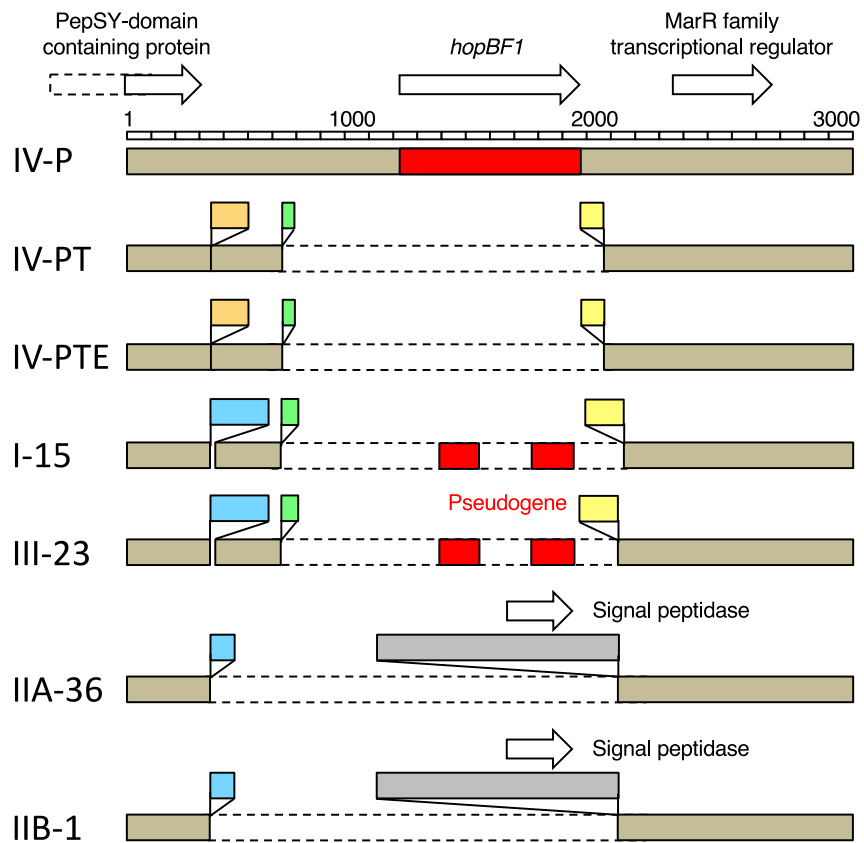 PepSY-domain
containing protein
hopBF1
MarR family
transcriptional regulator
1 1000 2000 3000
IV-P
IV-PT
IV-PTE
I-15
Pseudogene
III-23
Signal peptidase
IIA-36
Signal peptidase
IIB-1